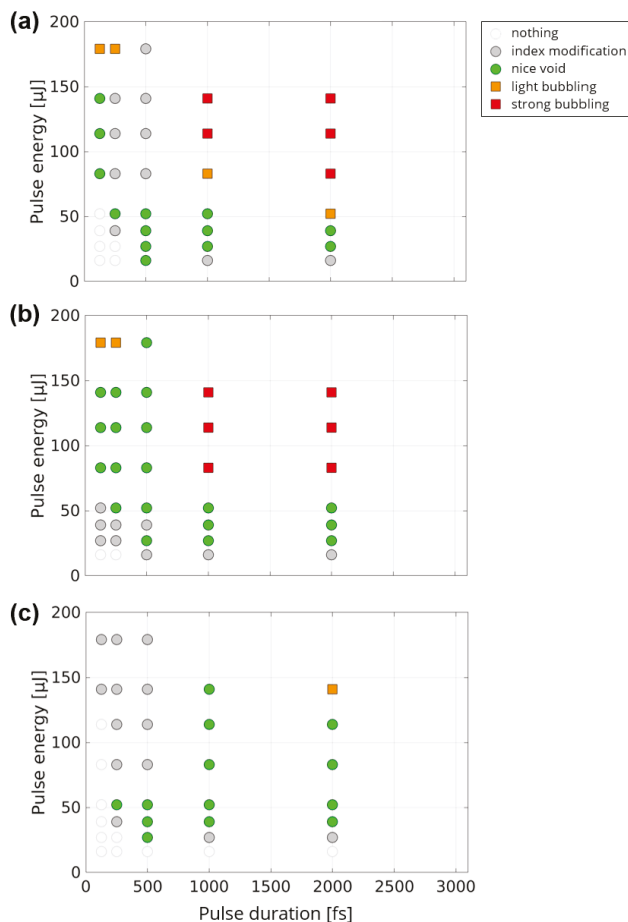 (a)
200
150
100
50
0
Pulse energy [µJ]
nothing
index modification
nice void
light bubbling
strong bubbling
(b)
200
150
100
50
0
Pulse energy [µJ]
(c)
200
150
100
50
0
Pulse energy [µJ]
0 500 1000 1500 2000 2500 3000
Pulse duration [fs]